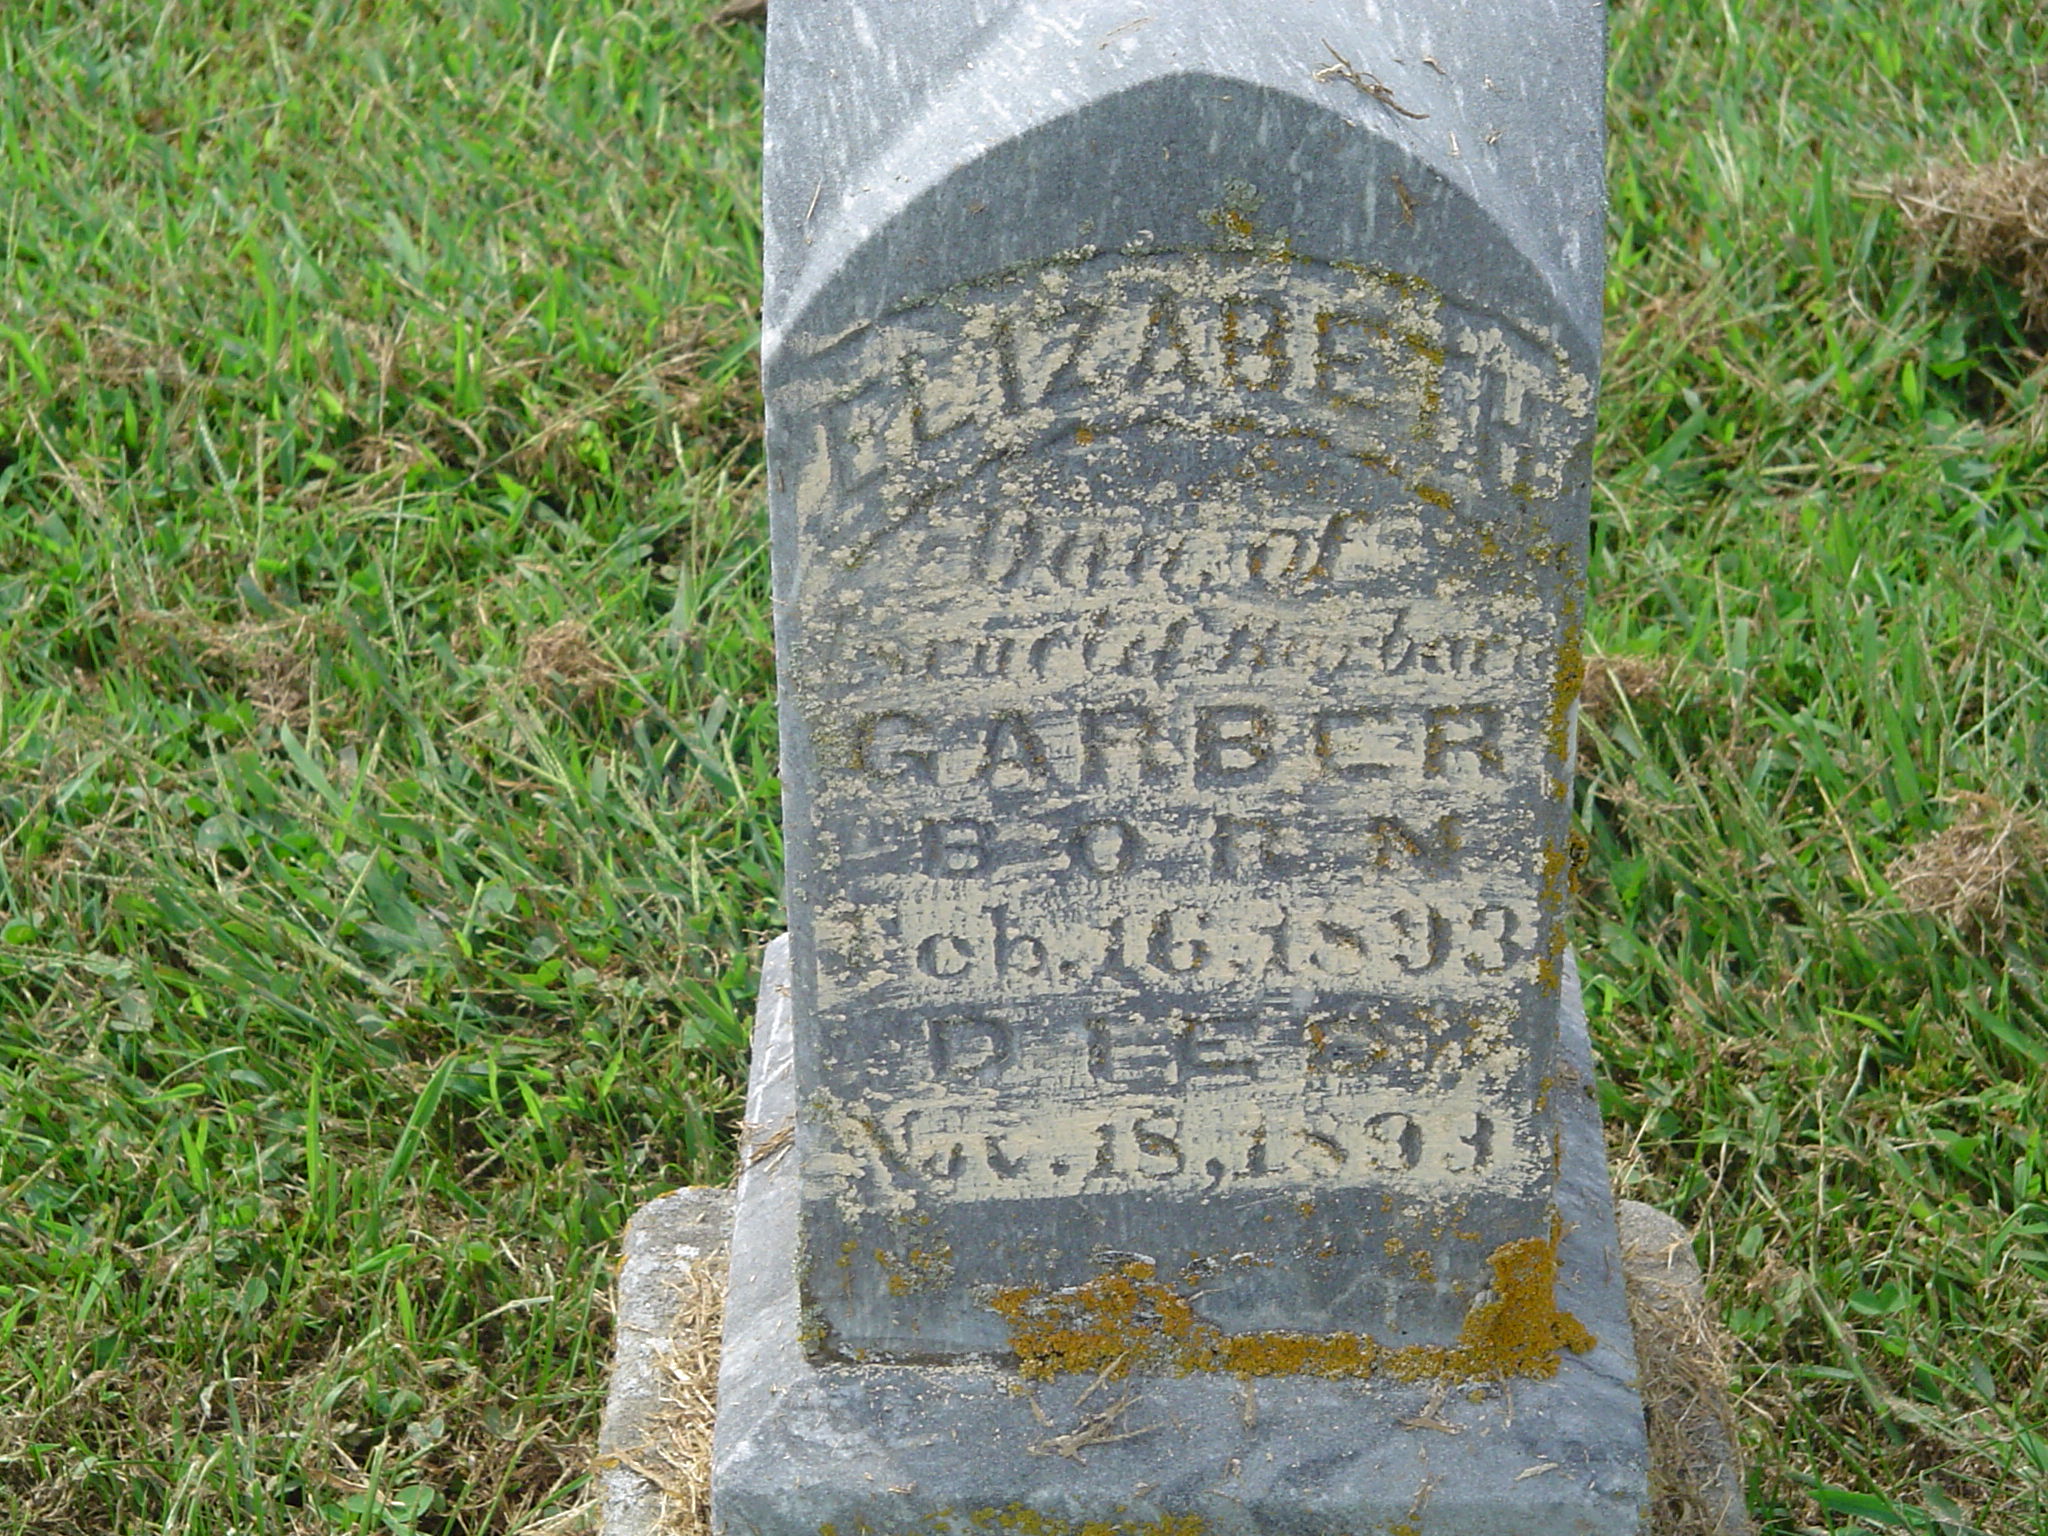 ELIZABETH
Dau. of
GARBER
BORN
Feb. 16, 1893
DIED
Nov. 18, 1893